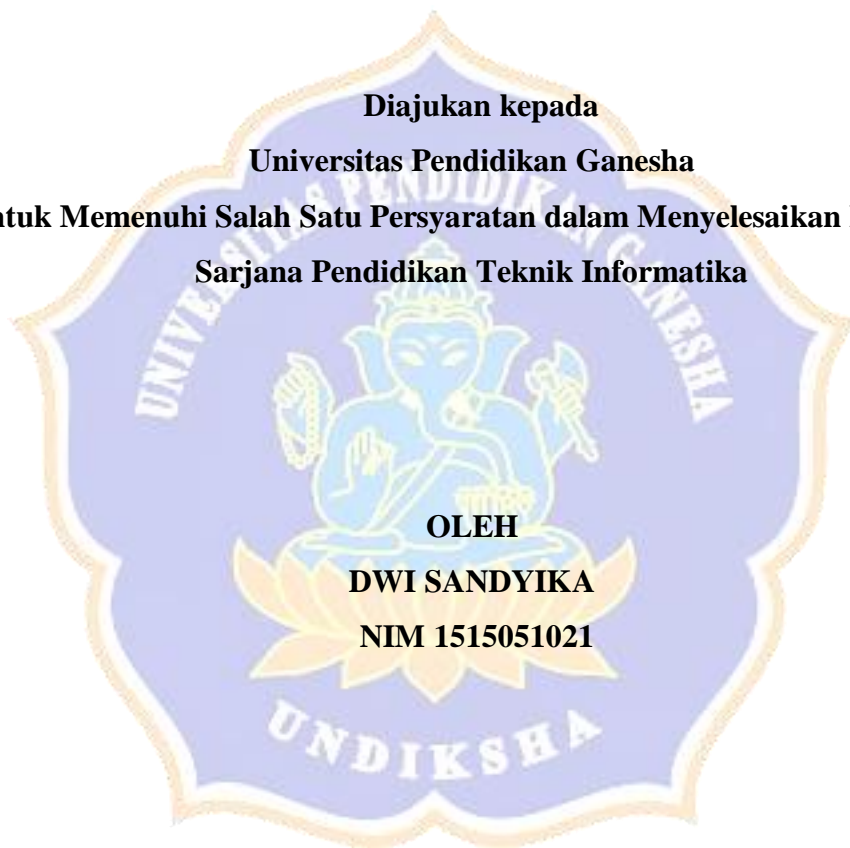 Diajukan kepada
Universitas Pendidikan Ganesha
ntuk Memenuhi Salah Satu Persyaratan dalam Menyelesaikan
Sarjana Pendidikan Teknik Informatika
UNIVERSITAS PENDIDIKAN GANESHA
OLEH
DWI SANDYIKA
NIM 1515051021
UNDIKSHA